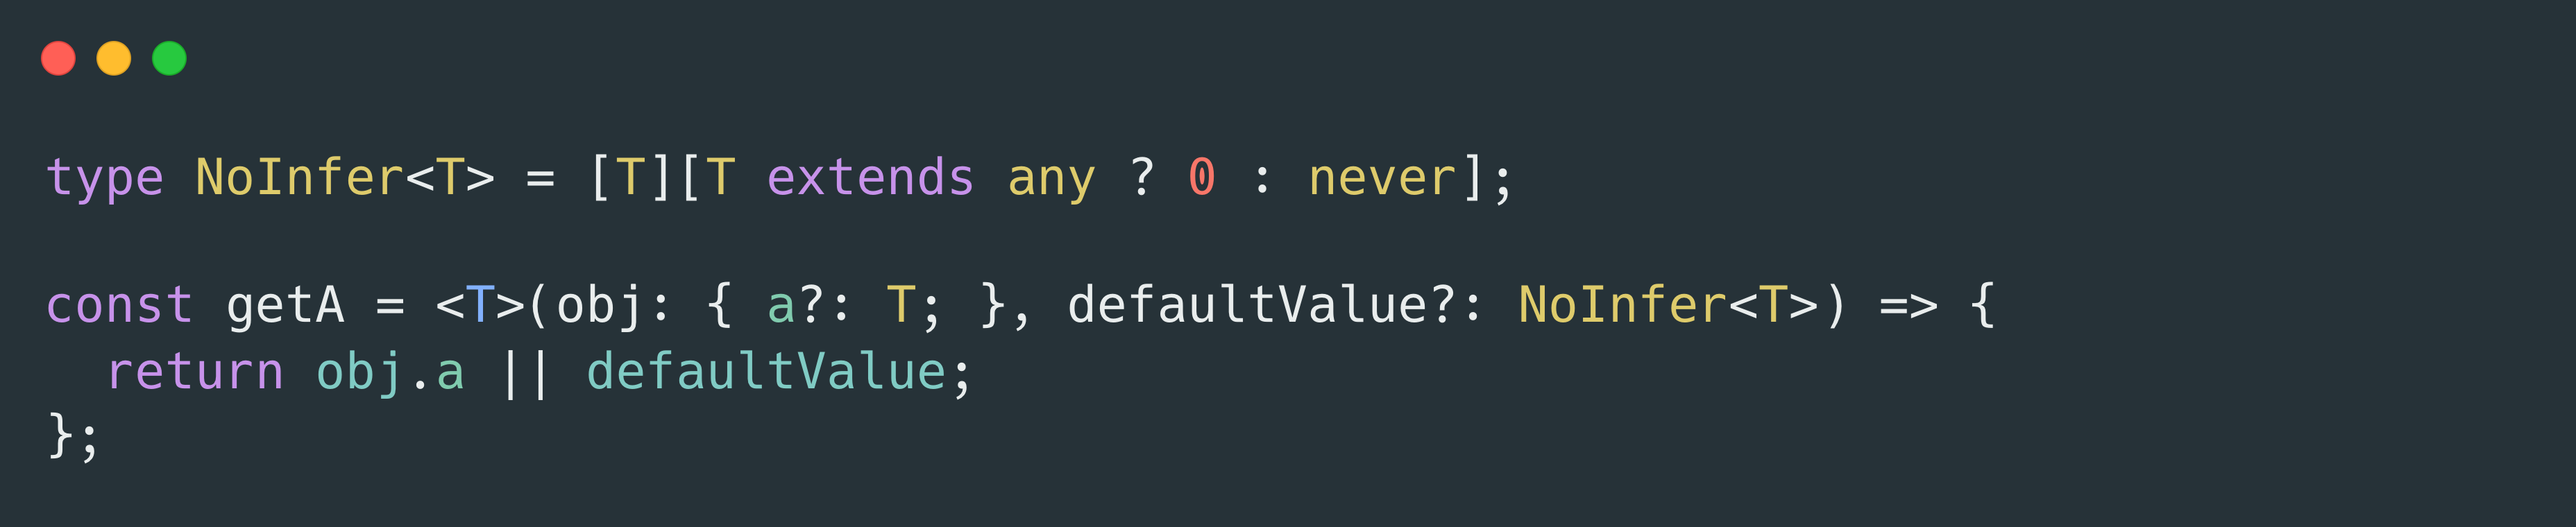 type NoInfer<T> = [T][T extends any ? 0 : never];
const getA = <T>(obj: { a?: T; }, defaultValue?: NoInfer<T>) => {
return obj.a || defaultValue;
};